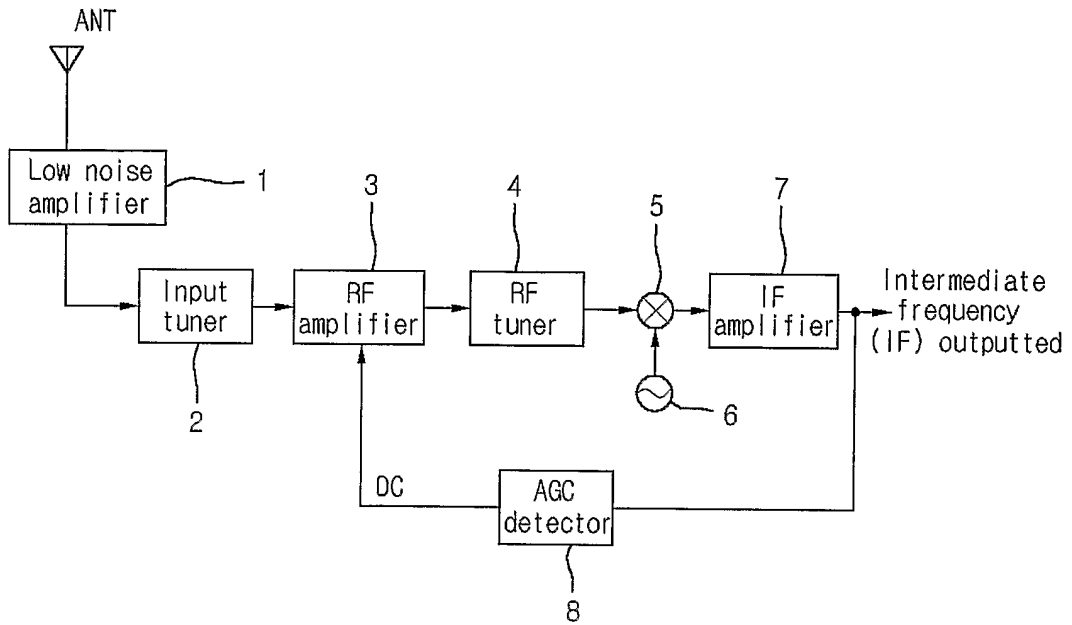 ANT
Low noise
amplifier
1
3
4
5
7
Input
tuner
RF
amplifier
RF
tuner
IF
amplifier
Intermediate
frequency
(IF) outputted
2
6
DC
AGC
detector
8